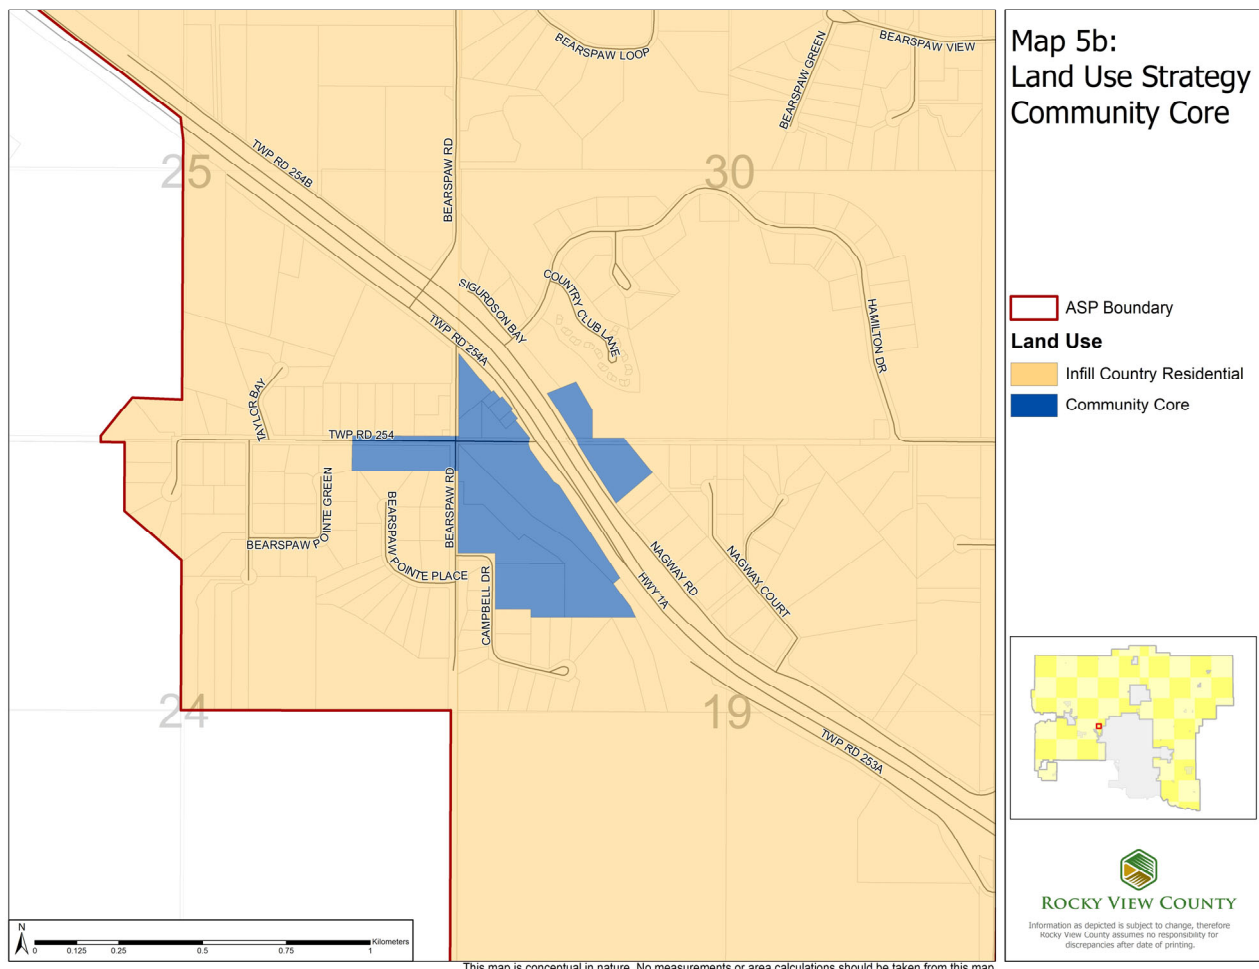 BEARSPAW LOOP
BEARSPAW GREEN
BEARSPAW VIEW
Map 5b:
Land Use Strategy
Community Core
TWP RD 254B
BEARSPAW RD
25
30
SIGURDSON BAY
COUNTRY CLUB LANE
HAMILTON DR
TWP RD 254A
ASP Boundary
Land Use
Infill Country Residential
Community Core
TAYLOR BAY
TWP RD 254
BEARSPAW POINTE GREEN
BEARSPAW POINTE PLACE
BEARSPAW RD
CAMPBELL DR
HWY 1A
NAGWAY RD
NAGWAY COURT
24
19
TWP RD 253A
ROCKY VIEW COUNTY
Information as depicted is subject to change, therefore
Rocky View County assumes no responsibility for
discrepancies after date of printing.
N
Kilometers
0 0.125 0.25 0.5 0.75 1
This map is conceptual in nature. No measurements or area calculations should be taken from this map